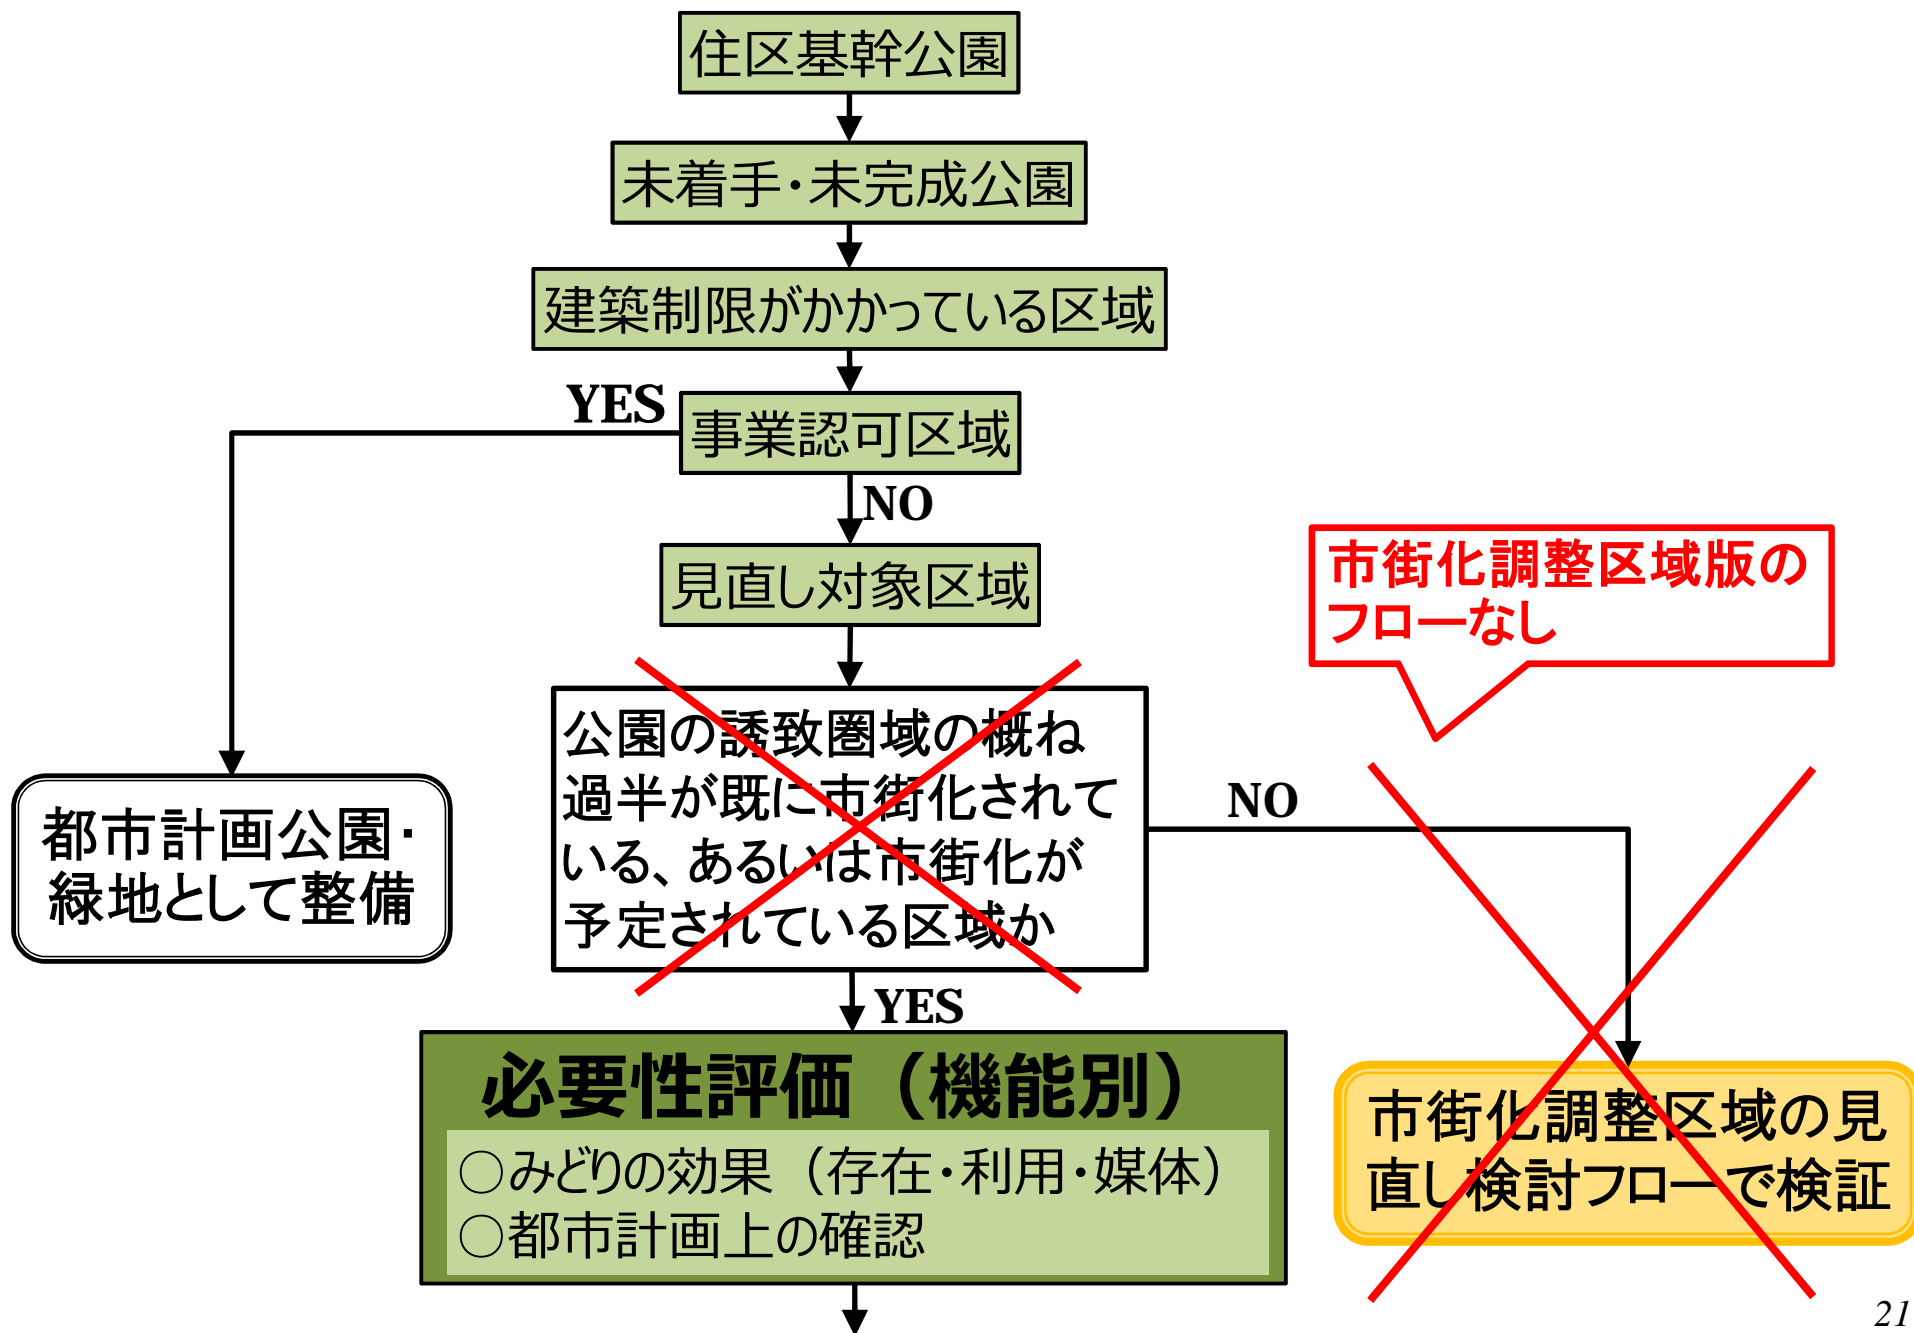 住区基幹公園
未着手・未完成公園
建築制限がかかっている区域
YES
事業認可区域
NO
見直し対象区域
市街化調整区域版の
フローなし
公園の誘致圏域の概ね
過半が既に市街化されて
いる、あるいは市街化が
予定されている区域か
NO
都市計画公園・
緑地として整備
YES
必要性評価（機能別）
○みどりの効果（存在・利用・媒体）
○都市計画上の確認
市街化調整区域の見
直し検討フローで検証
21